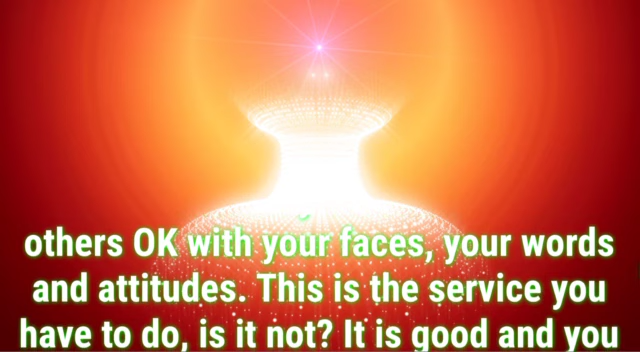 others OK with your faces, your words
and attitudes. This is the service you
have to do, is it not? It is good and you